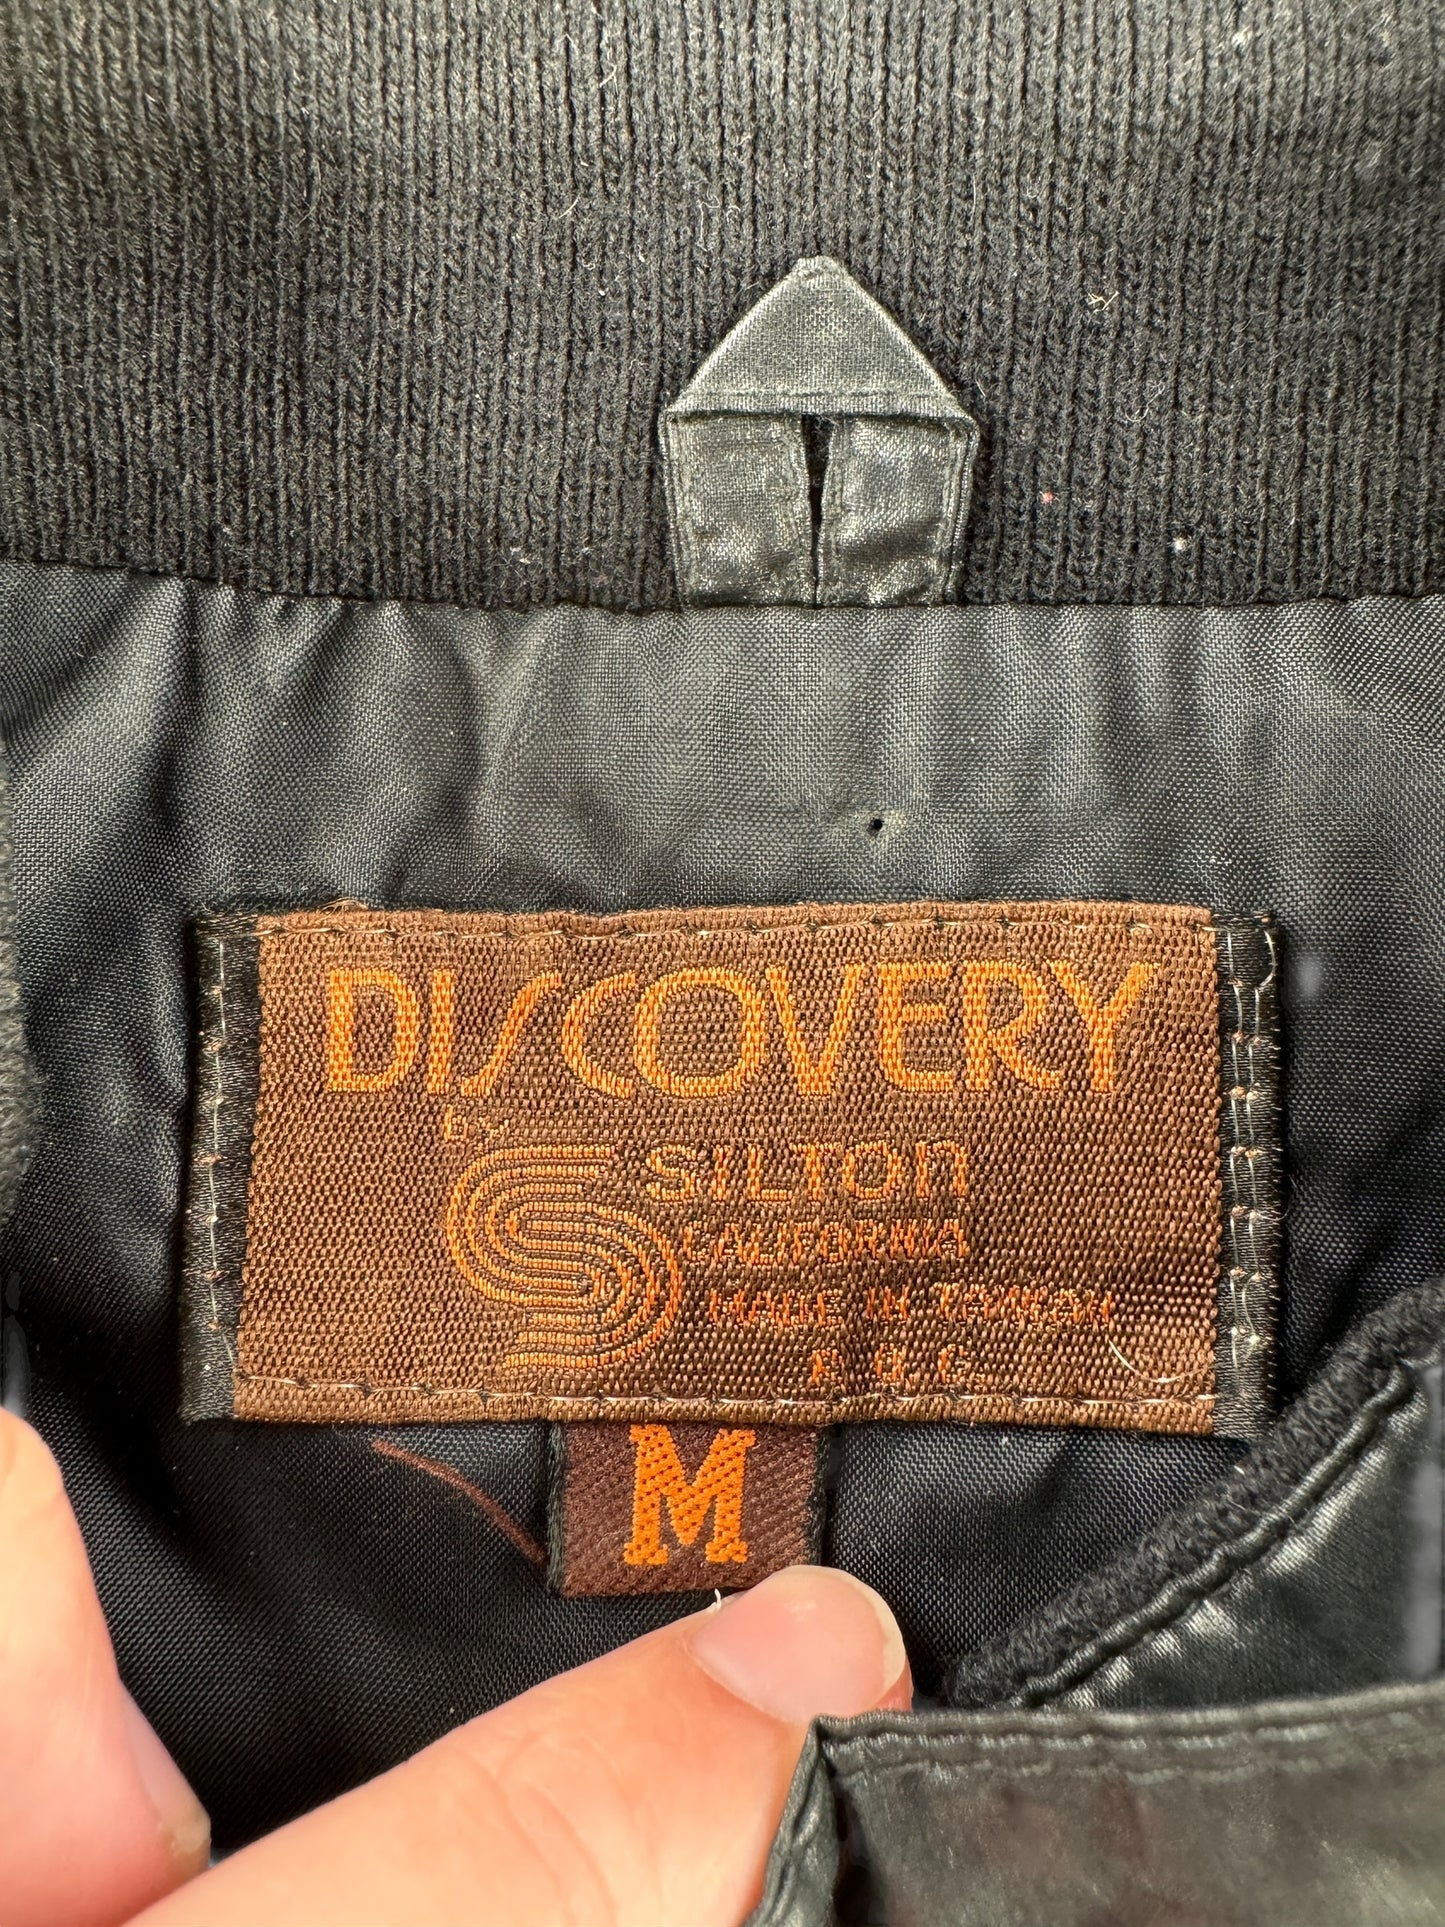 DISCOVERY
by
SILTON
CALIFORNIA
MADE IN TAIWAN
R.O.C.
M